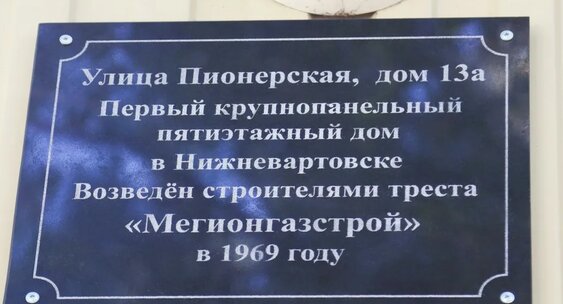 Улица Пионерская, дом 13а
Первый крупнопанельный
пятиэтажный дом
в Нижневартовске
Возведён строителями треста
«Мегионгазстрой»
в 1969 году